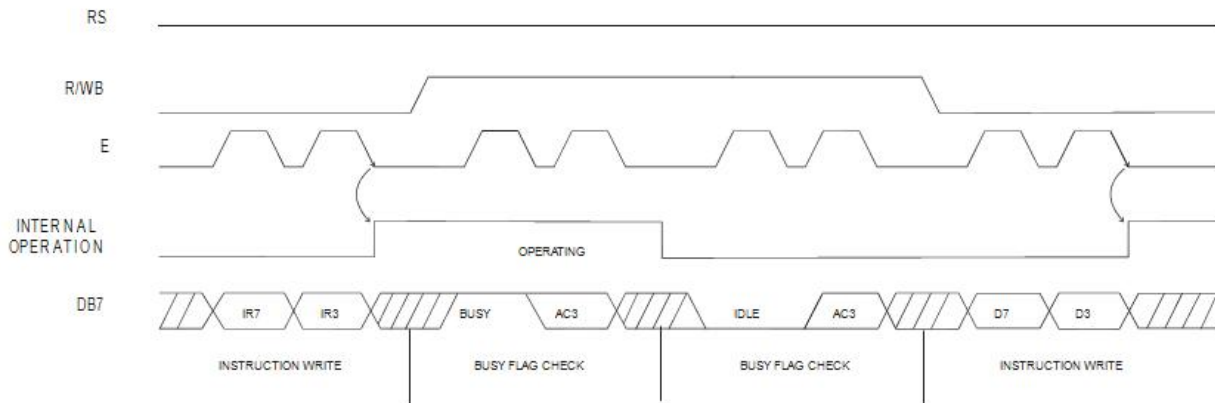 RS
R/WB
E
INTERNAL
OPERATION
OPERATING
DB7
IR7 IR3 BUSY AC3 IDLE AC3 D7 D3
INSTRUCTION WRITE BUSY FLAG CHECK BUSY FLAG CHECK INSTRUCTION WRITE